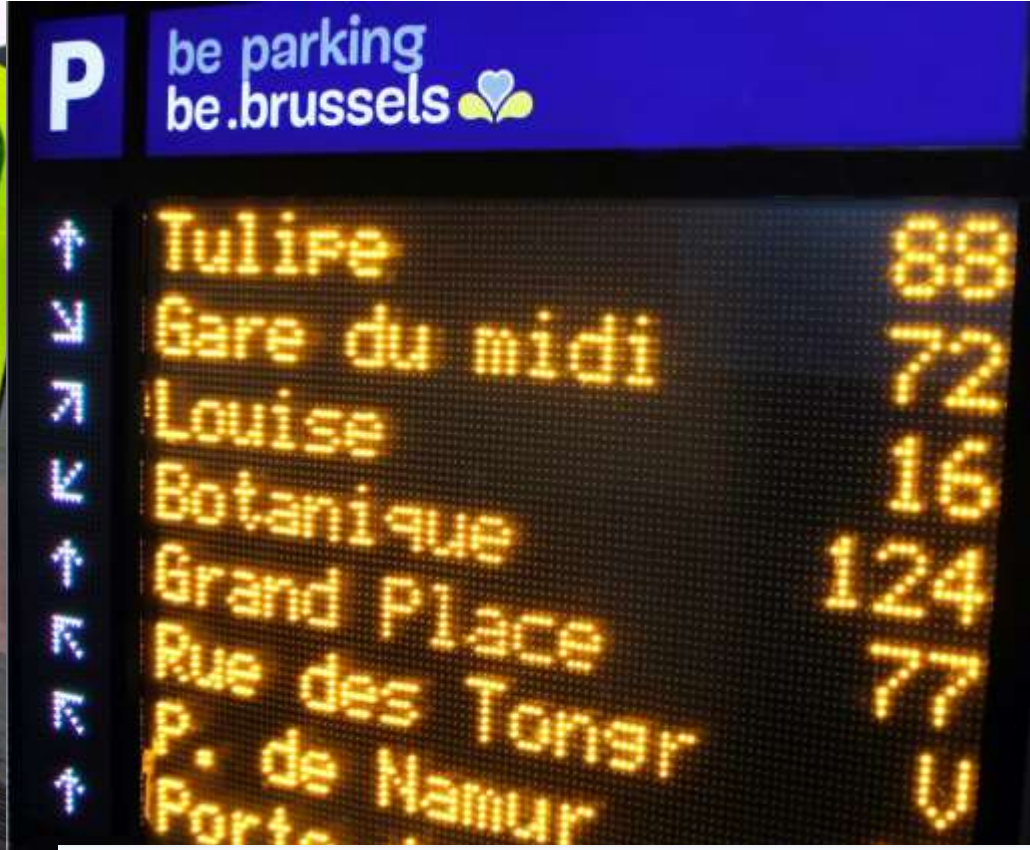 P
be parking
be.brussels
Tulipe 88
Gare du midi 72
Louise 16
Botanique 124
Grand Place 77
Rue des Tongr V
P. de Namur